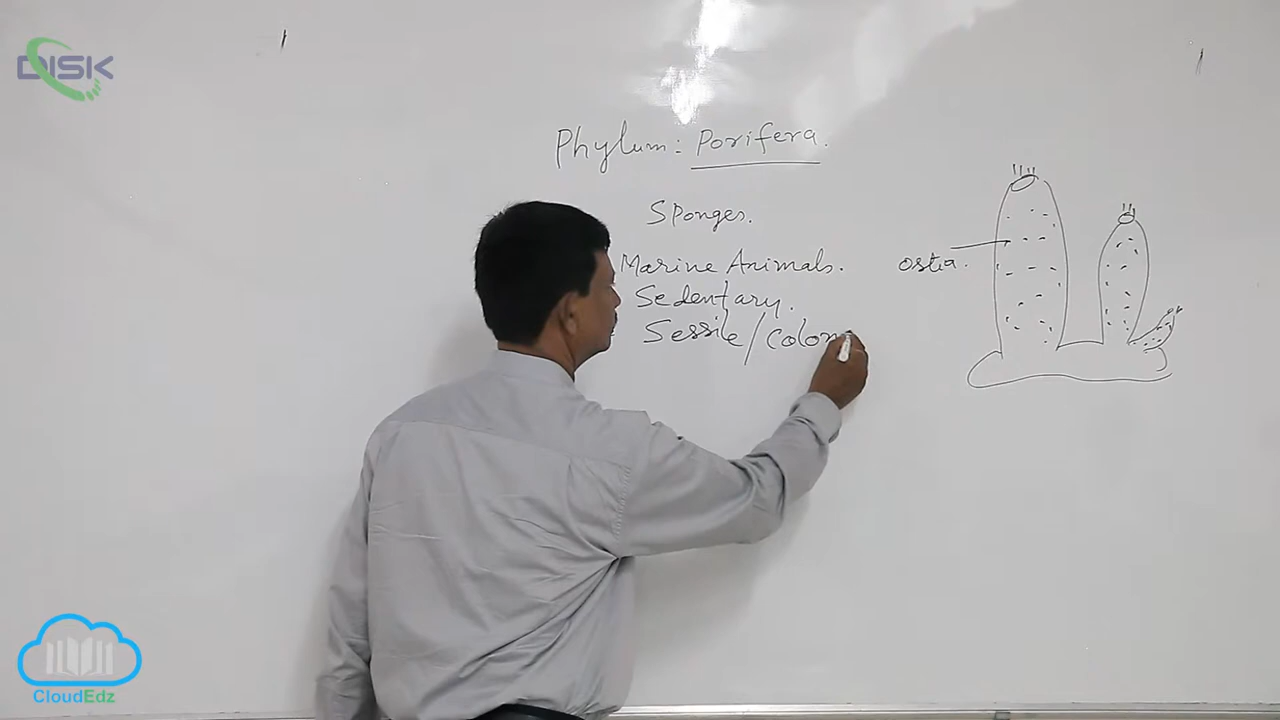 DISK
Phylum: Porifera.
Sponges.
Marine Animals.
ostia.
Sedentary.
Sessile/Colon
CloudEdz